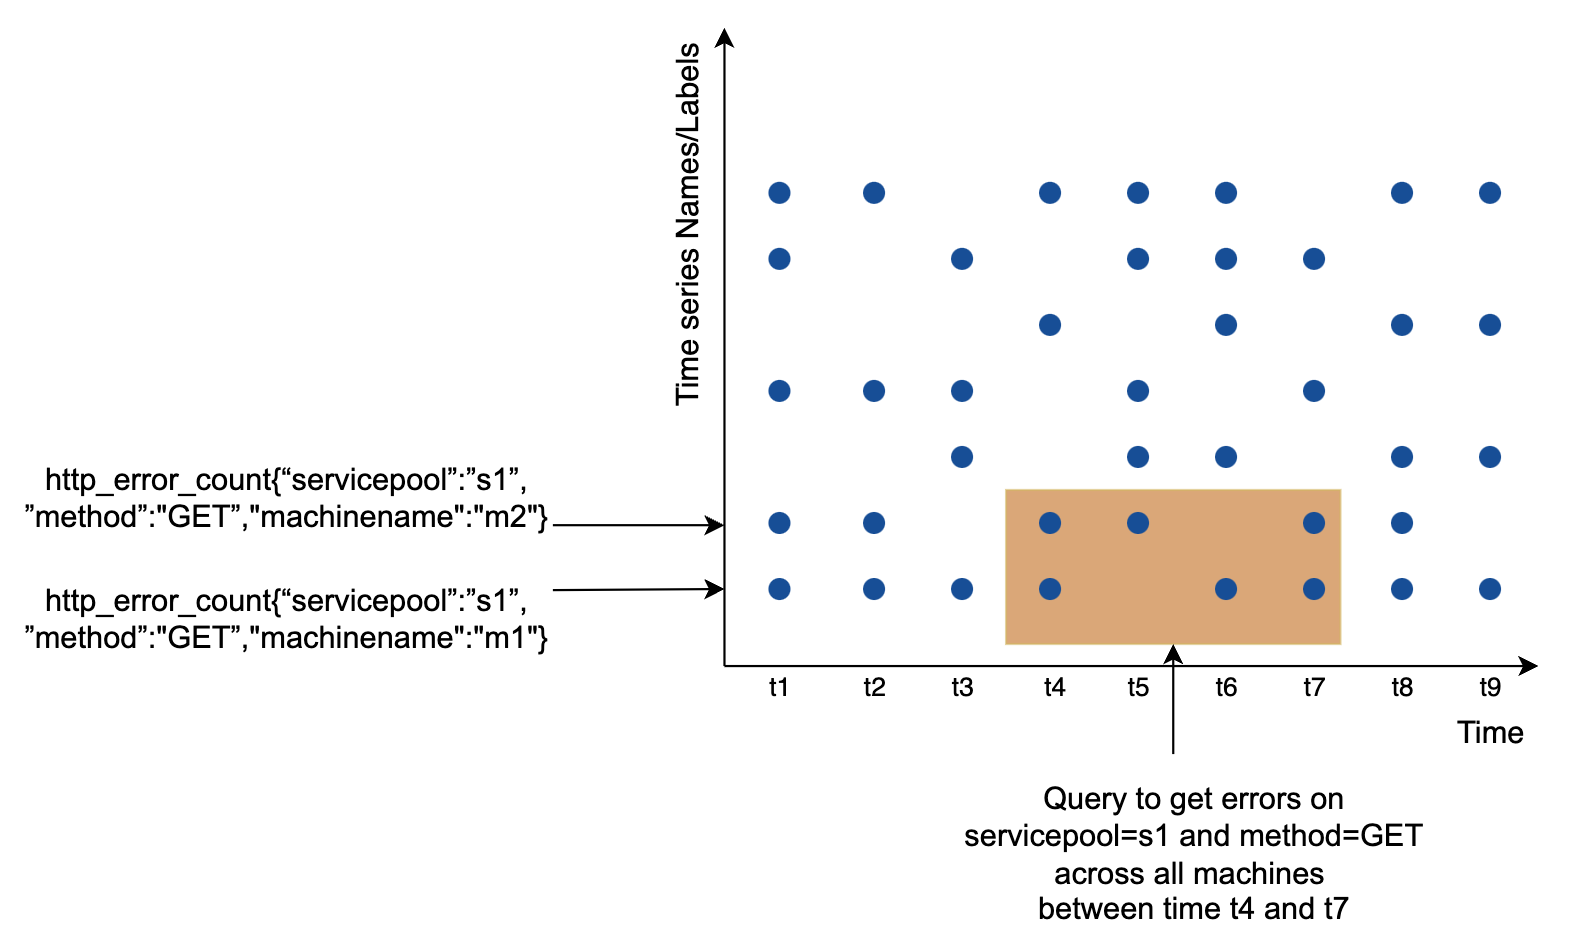 Time series Names/Labels
http_error_count{“servicepool”:”s1”,
”method”:"GET”,"machinename":"m2"}
http_error_count{“servicepool”:”s1”,
”method”:"GET”,"machinename":"m1"}
t1 t2 t3 t4 t5 t6 t7 t8 t9
Time
Query to get errors on
servicepool=s1 and method=GET
across all machines
between time t4 and t7